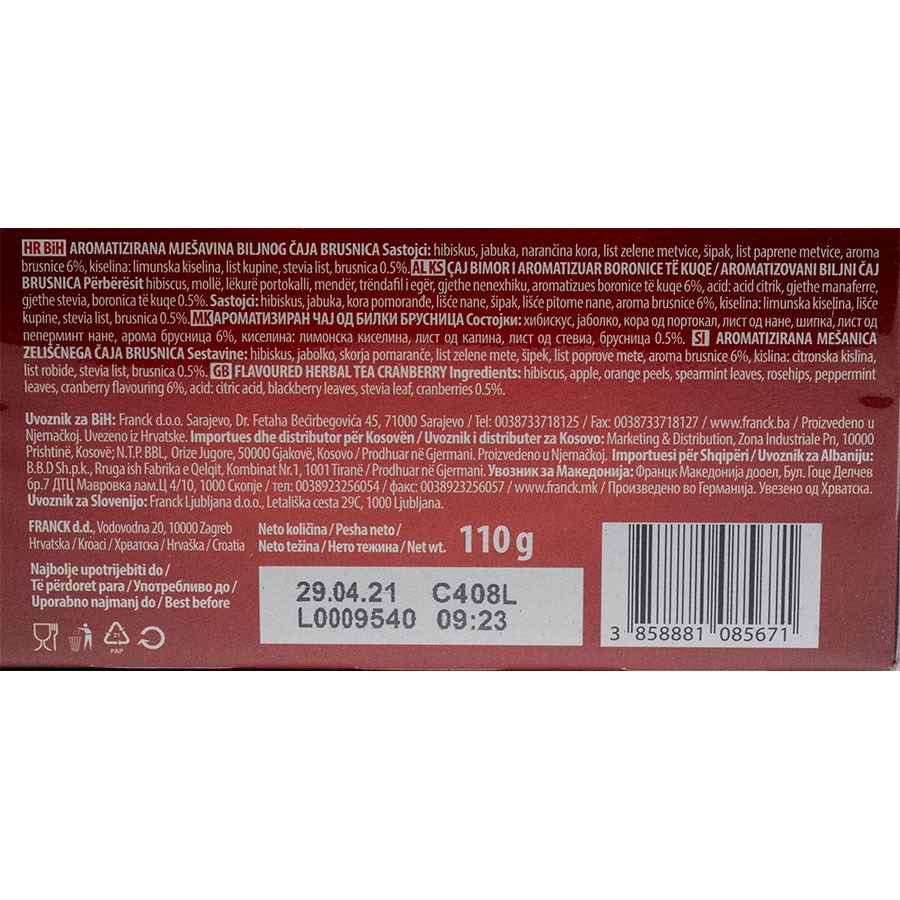 HR BiH AROMATIZIRANA MJEŠAVINA BILJNOG ČAJA BRUSNICA Sastojci: hibiskus, jabuka, narančina kora, list zelene metvice, šipak, list paprene metvice, aroma
brusnice 6%, kiselina: limunska kiselina, list kupine, stevia list, brusnica 0.5%. AL KS ÇAJ BIMOR I AROMATIZUAR BORONICE TË KUQE / AROMATIZOVANI BILJNI ČAJ
BRUSNICA Përbërësit hibiscus, mollë, lëkurë portokalli, mendër, trëndafil i egër, gjethe nenexhiku, aromatizues boronice të kuqe 6%, acid: acid citrik, gjethe manaferre,
gjethe stevia, boronica të kuqe 0.5%. Sastojci: hibiskus, jabuka, kora pomorandže, lišće nane, šipak, lišće pitome nane, aroma brusnice 6%, kiselina: limunska kiselina, lišće
kupine, stevia list, brusnica 0.5%. MK АРОМАТИЗИРАН ЧАЈ ОД БИЛКИ БРУСНИЦА Состојки: хибискус, јаболко, кора од портокал, лист од нане, шипка, лист од
пеперминт нане, арома брусница 6%, киселина: лимонска киселина, лист од капина, лист од стевиа, брусница 0.5%. SI AROMATIZIRANA MEŠANICA
ZELIŠČNEGA ČAJA BRUSNICA Sestavine: hibiskus, jabolko, skorja pomaranče, list zelene mete, šipek, list poprove mete, aroma brusnice 6%, kislina: citronska kislina,
list robide, stevia list, brusnica 0.5%. GB FLAVOURED HERBAL TEA CRANBERRY Ingredients: hibiscus, apple, orange peels, spearmint leaves, rosehips, peppermint
leaves, cranberry flavouring 6%, acid: citric acid, blackberry leaves, stevia leaf, cranberries 0.5%.
Uvoznik za BiH: Franck d.o.o. Sarajevo, Dr. Fetaha Bečirbegovića 45, 71000 Sarajevo / Tel: 0038733718125 / Fax: 0038733718127 / www.franck.ba / Proizvedeno u
Njemačkoj. Uvezeno iz Hrvatske. Importues dhe distributor për Kosovën / Uvoznik i distributer za Kosovo: Marketing & Distribution, Zona Industriale Pn, 10000
Prishtinë, Kosovë; N.T.P. BBL, Orize Jugore, 50000 Gjakovë, Kosovë / Prodhuar në Gjermani. Proizvedeno u Njemačkoj. Importuesi për Shqipëri / Uvoznik za Albaniju:
B.B.D Sh.p.k., Rruga ish Fabrika e Qelqit, Kombinat Nr.1, 1001 Tiranë / Prodhuar në Gjermani. Увозник за Македонија: Францк Македонија дооел, Бул. Гоце Делчев
бр.7 ДТЦ Мавровка лам.Ц 4/10, 1000 Скопје / тел: 0038923256054 / факс: 0038923256057 / www.franck.mk / Произведено во Германија. Увезено од Хрватска.
Uvoznik za Slovenijo: Franck Ljubljana d.o.o., Letališka cesta 29C, 1000 Ljubljana.
FRANCK d.d., Vodovodna 20, 10000 Zagreb
Hrvatska / Kroaci / Хрватска / Hrvaška / Croatia
Neto količina / Pesha neto /
Neto težina / Нето тежина / Net wt. 110 g
Najbolje upotrijebiti do /
Të përdoret para / Употребливо до /
Uporabno najmanj do / Best before
29.04.21 C408L
L0009540 09:23
21
PAP
3 858881 085671